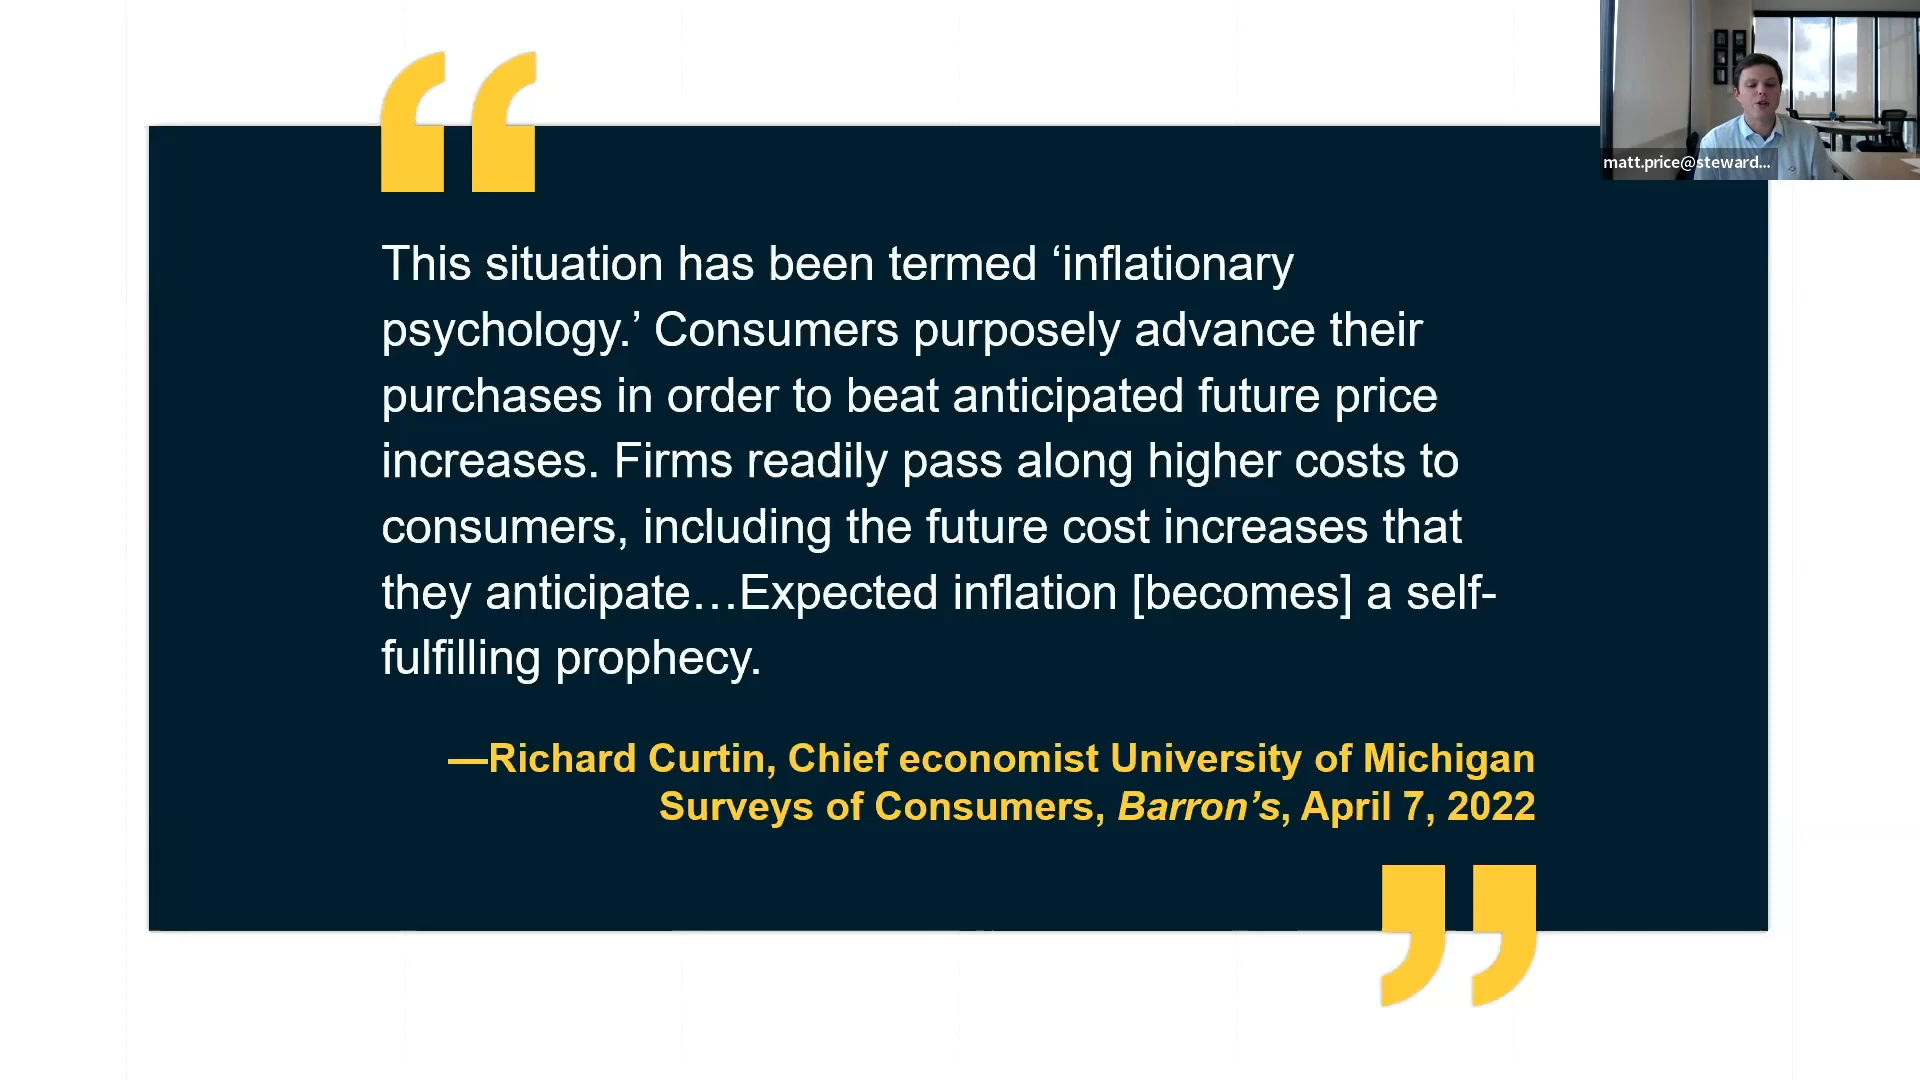 matt.price@steward...
This situation has been termed ‘inflationary
psychology.’ Consumers purposely advance their
purchases in order to beat anticipated future price
increases. Firms readily pass along higher costs to
consumers, including the future cost increases that
they anticipate…Expected inflation [becomes] a self-
fulfilling prophecy.
—Richard Curtin, Chief economist University of Michigan
Surveys of Consumers, Barron’s, April 7, 2022